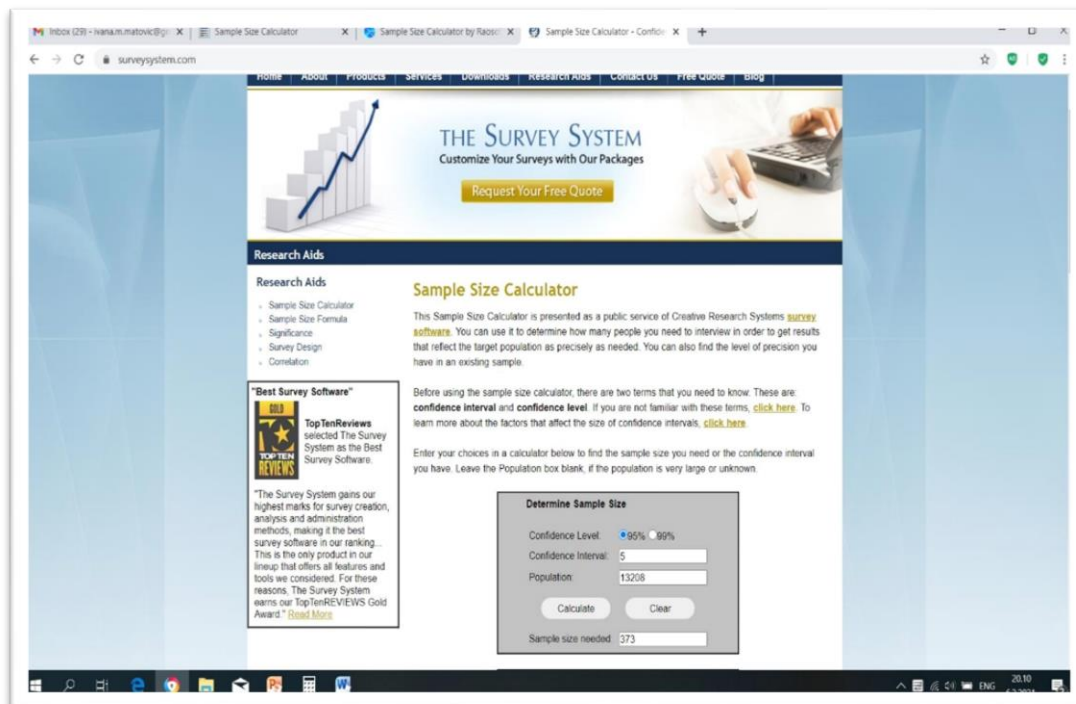 Inbox (29) - ivana.m.matovic@g
Sample Size Calculator
Sample Size Calculator by Raoso
Sample Size Calculator - Confide
surveysystem.com
Home About Products Services Downloads Research Aids Contact Us Free Quote Blog
THE SURVEY SYSTEM
Customize Your Surveys with Our Packages
Request Your Free Quote
Research Aids
Research Aids
Sample Size Calculator
Sample Size Formula
Significance
Survey Design
Correlation
"Best Survey Software"
GOLD
TOP TEN
REVIEWS
TopTenReviews
selected The Survey
System as the Best
Survey Software.
"The Survey System gains our
highest marks for survey creation,
analysis and administration
methods, making it the best
survey software in our ranking...
This is the only product in our
lineup that offers all features and
tools we considered. For these
reasons, The Survey System
earns our TopTenREVIEWS Gold
Award." Read More
Sample Size Calculator
This Sample Size Calculator is presented as a public service of Creative Research Systems survey
software. You can use it to determine how many people you need to interview in order to get results
that reflect the target population as precisely as needed. You can also find the level of precision you
have in an existing sample.
Before using the sample size calculator, there are two terms that you need to know. These are:
confidence interval and confidence level. If you are not familiar with these terms, click here. To
learn more about the factors that affect the size of confidence intervals, click here.
Enter your choices in a calculator below to find the sample size you need or the confidence interval
you have. Leave the Population box blank, if the population is very large or unknown.
Determine Sample Size
Confidence Level: 95% 99%
Confidence Interval: 5
Population: 13208
Calculate Clear
Sample size needed: 373
ENG
20.10